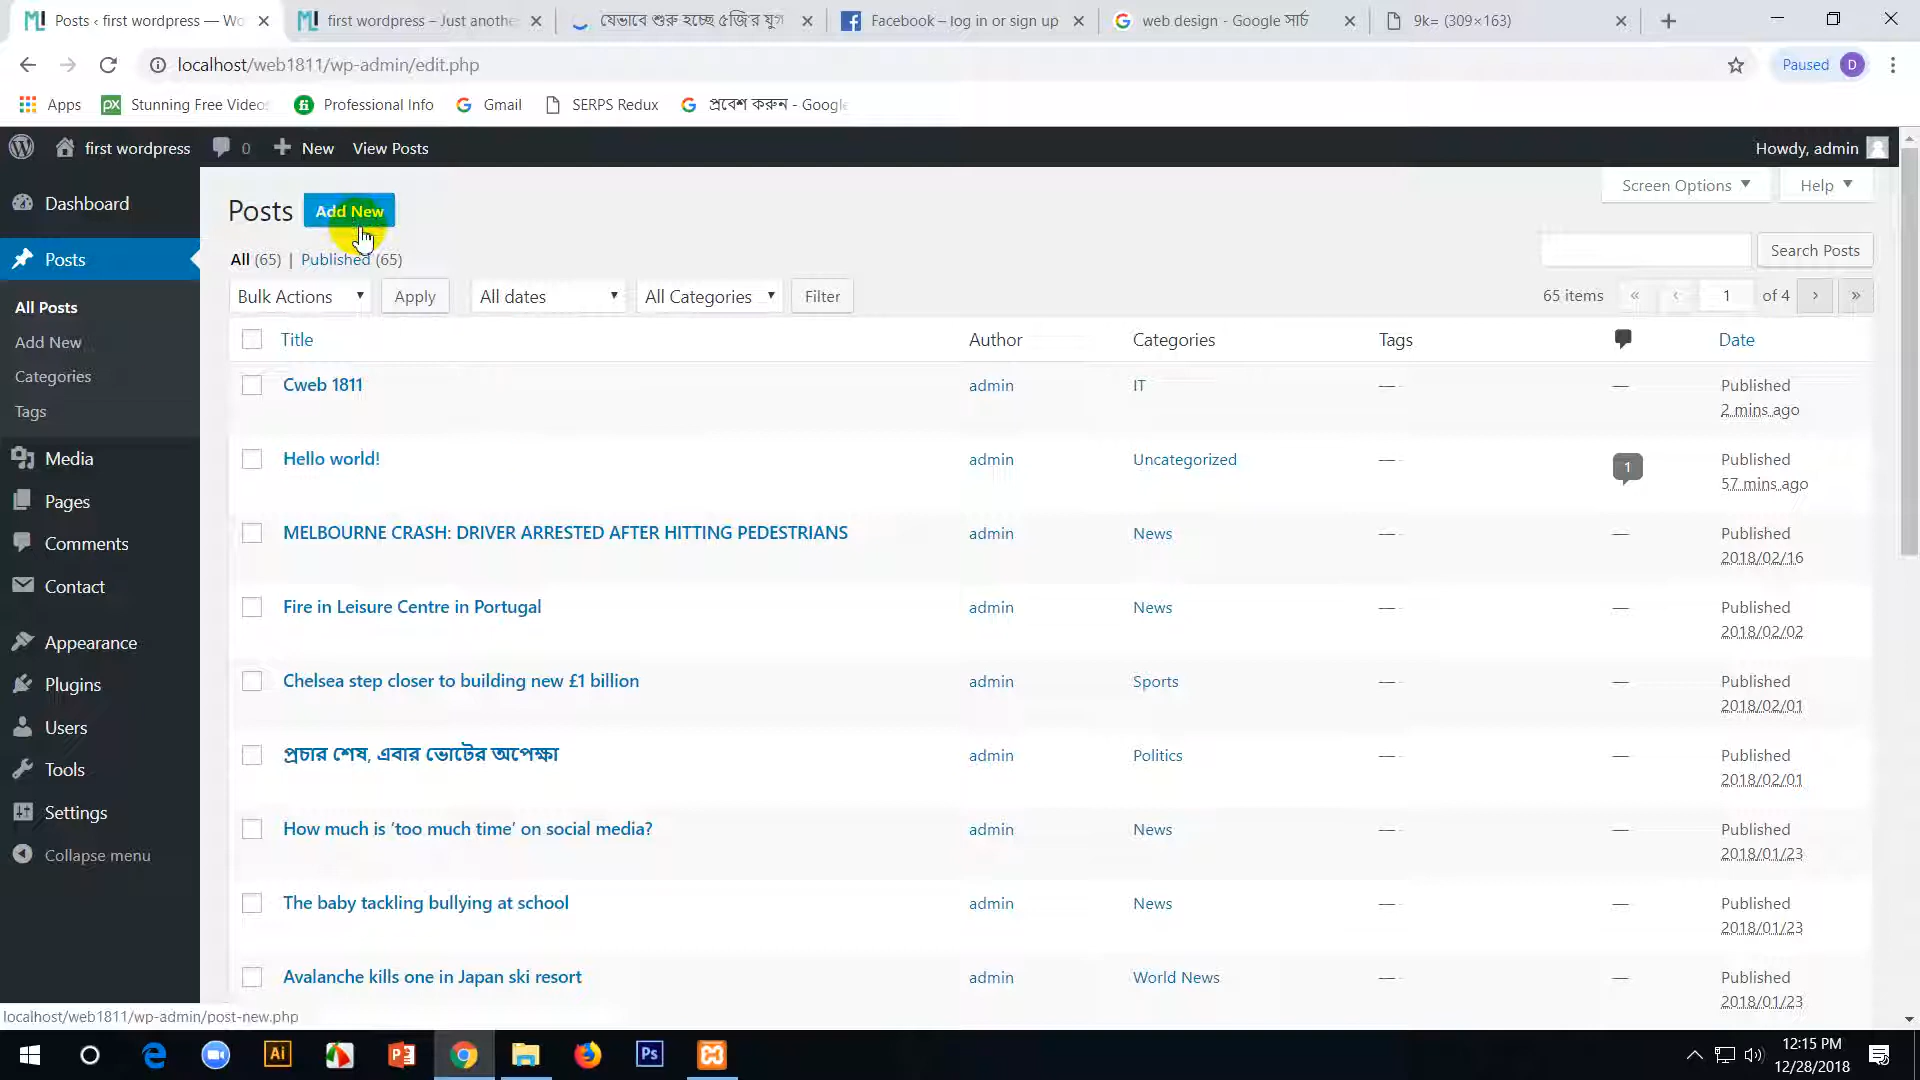 Posts ‹ first wordpress — Wo
first wordpress – Just anothe
যেভাবে শুরু হচ্ছে ৫জি'র যুগ
Facebook – log in or sign up
web design - Google সার্চ
9k= (309×163)
localhost/web1811/wp-admin/edit.php
Paused D
Apps
Stunning Free Videos
Professional Info
Gmail
SERPS Redux
প্রবেশ করুন - Google
first wordpress 0 New View Posts
Howdy, admin
Dashboard
Posts
All Posts
Add New
Categories
Tags
Media
Pages
Comments
Contact
Appearance
Plugins
Users
Tools
Settings
Collapse menu
Screen Options Help
Posts Add New
All (65) | Published (65)
Search Posts
Bulk Actions Apply All dates All Categories Filter
65 items « ‹ 1 of 4 › »
Title Author Categories Tags Date
Cweb 1811 admin IT — — Published
2 mins ago
Hello world! admin Uncategorized — 1 Published
57 mins ago
MELBOURNE CRASH: DRIVER ARRESTED AFTER HITTING PEDESTRIANS admin News — — Published
2018/02/16
Fire in Leisure Centre in Portugal admin News — — Published
2018/02/02
Chelsea step closer to building new £1 billion admin Sports — — Published
2018/02/01
প্রচার শেষ, এবার ভোটের অপেক্ষা admin Politics — — Published
2018/02/01
How much is ‘too much time’ on social media? admin News — — Published
2018/01/23
The baby tackling bullying at school admin News — — Published
2018/01/23
Avalanche kills one in Japan ski resort admin World News — — Published
2018/01/23
localhost/web1811/wp-admin/post-new.php
Ai
Ps
12:15 PM
12/28/2018